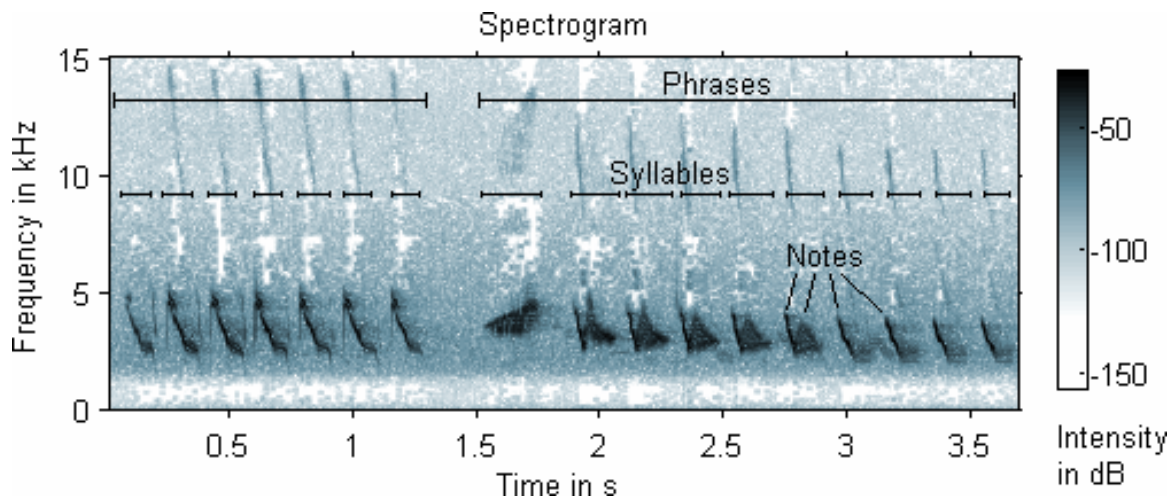 Spectrogram
15
10
5
0
Frequency in kHz
Phrases
Syllables
Notes
0.5
1
1.5
2
2.5
3
3.5
Time in s
-50
-100
-150
Intensity
in dB